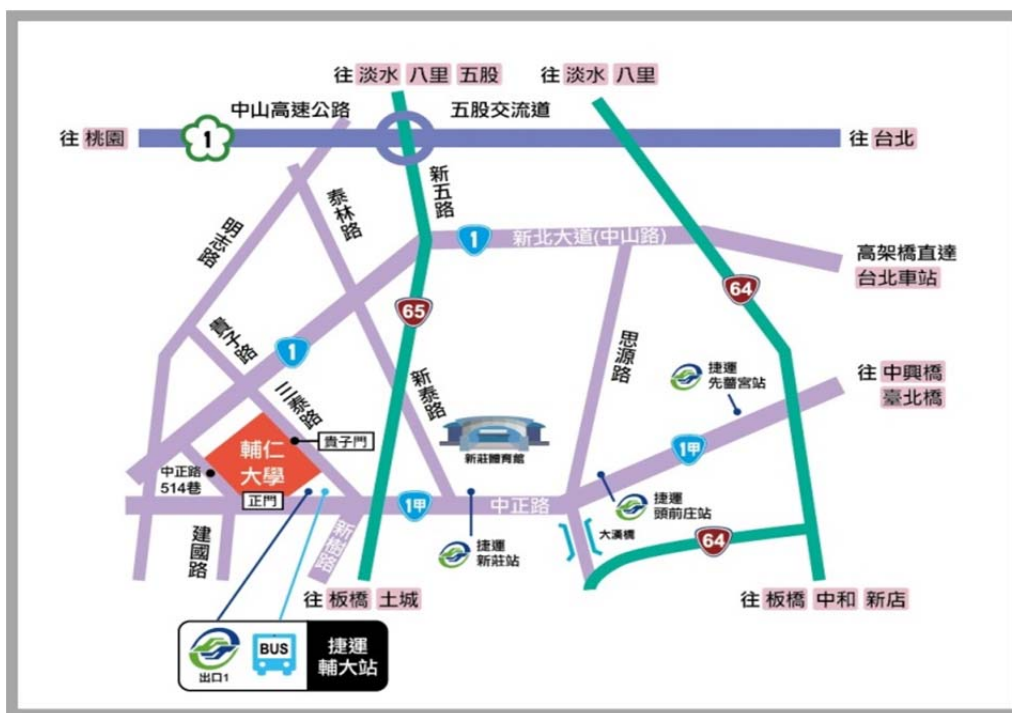 往 淡水 八里 五股
往 淡水 八里
中山高速公路
五股交流道
往 桃園
1
往 台北
明志路
泰林路
新五路
1
新北大道(中山路)
高架橋直達
台北車站
65
64
貴子路
1
三泰路
新泰路
思源路
捷運
先嗇宮站
往 中興橋
臺北橋
輔仁
大學
貴子門
新莊體育館
1甲
中正路
514巷
正門
1甲
中正路
捷運
頭前庄站
建國路
新樹路
捷運
新莊站
大漢橋
64
往 板橋 土城
往 板橋 中和 新店
出口1
BUS
捷運
輔大站